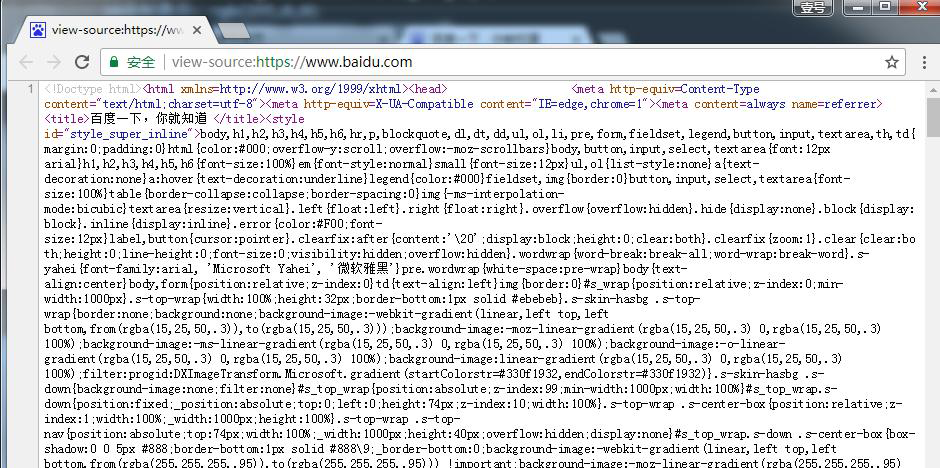 壹号
view-source:https://ww
安全 view-source:https://www.baidu.com
1 <!Doctype html><html xmlns=http://www.w3.org/1999/xhtml><head> <meta http-equiv=Content-Type
content="text/html;charset=utf-8"><meta http-equiv=X-UA-Compatible content="IE=edge,chrome=1"><meta content=always name=referrer>
<title>百度一下，你就知道 </title><style
id="style_super_inline">body,h1,h2,h3,h4,h5,h6,hr,p,blockquote,dl,dt,dd,ul,ol,li,pre,form,fieldset,legend,button,input,textarea,th,td
{margin:0;padding:0}html{color:#000;overflow-y:scroll;overflow:-moz-scrollbars}body,button,input,select,textarea{font:12px
arial}h1,h2,h3,h4,h5,h6{font-size:100%}em{font-style:normal}small{font-size:12px}ul,ol{list-style:none}a{text-
decoration:none}a:hover{text-decoration:underline}legend{color:#000}fieldset,img{border:0}button,input,select,textarea{font-
size:100%}table{border-collapse:collapse;border-spacing:0}img{-ms-interpolation-
mode:bicubic}textarea{resize:vertical}.left{float:left}.right{float:right}.overflow{overflow:hidden}.hide{display:none}.block{display:
block}.inline{display:inline}.error{color:#F00;font-
size:12px}label,button{cursor:pointer}.clearfix:after{content:'\20';display:block;height:0;clear:both}.clearfix{zoom:1}.clear{clear:bo
th;height:0;line-height:0;font-size:0;visibility:hidden;overflow:hidden}.wordwrap{word-break:break-all;word-wrap:break-word}.s-
yahei{font-family:arial, 'Microsoft Yahei', '微软雅黑'}pre.wordwrap{white-space:pre-wrap}body{text-
align:center}body,form{position:relative;z-index:0}td{text-align:left}img{border:0}#s_wrap{position:relative;z-index:0;min-
width:1000px}.s-top-wrap{width:100%;height:32px;border-bottom:1px solid #ebebeb}.s-skin-hasbg .s-top-
wrap{border:none;background:none;background-image:-webkit-gradient(linear,left top,left
bottom,from(rgba(15,25,50,.3)),to(rgba(15,25,50,.3)));background-image:-moz-linear-gradient(rgba(15,25,50,.3) 0,rgba(15,25,50,.3)
100%);background-image:-ms-linear-gradient(rgba(15,25,50,.3) 0,rgba(15,25,50,.3) 100%);background-image:-o-linear-
gradient(rgba(15,25,50,.3) 0,rgba(15,25,50,.3) 100%);background-image:linear-gradient(rgba(15,25,50,.3) 0,rgba(15,25,50,.3)
100%);filter:progid:DXImageTransform.Microsoft.gradient(startColorstr=#330f1932,endColorstr=#330f1932)}.s-skin-hasbg .s-
down{background-image:none;filter:none}#s_top_wrap{position:absolute;z-index:99;min-width:1000px;width:100%}#s_top_wrap.s-
down{position:fixed;_position:absolute;top:0;left:0;height:74px;z-index:10;width:100%}.s-top-wrap .s-center-box{position:relative;z-
index:1;width:100%;_width:1000px;height:100%}.s-top-wrap .s-top-
nav{position:absolute;top:74px;width:100%;_width:1000px;height:40px;overflow:hidden;display:none}#s_top_wrap.s-down .s-center-box{box-
shadow:0 0 5px #888;border-bottom:1px solid #888\9;_border-bottom:0;background-image:-webkit-gradient(linear,left top,left
bottom,from(rgba(255,255,255,.95)),to(rgba(255,255,255,.95))) !important;background-image:-moz-linear-gradient(rgba(255,255,255,.95)